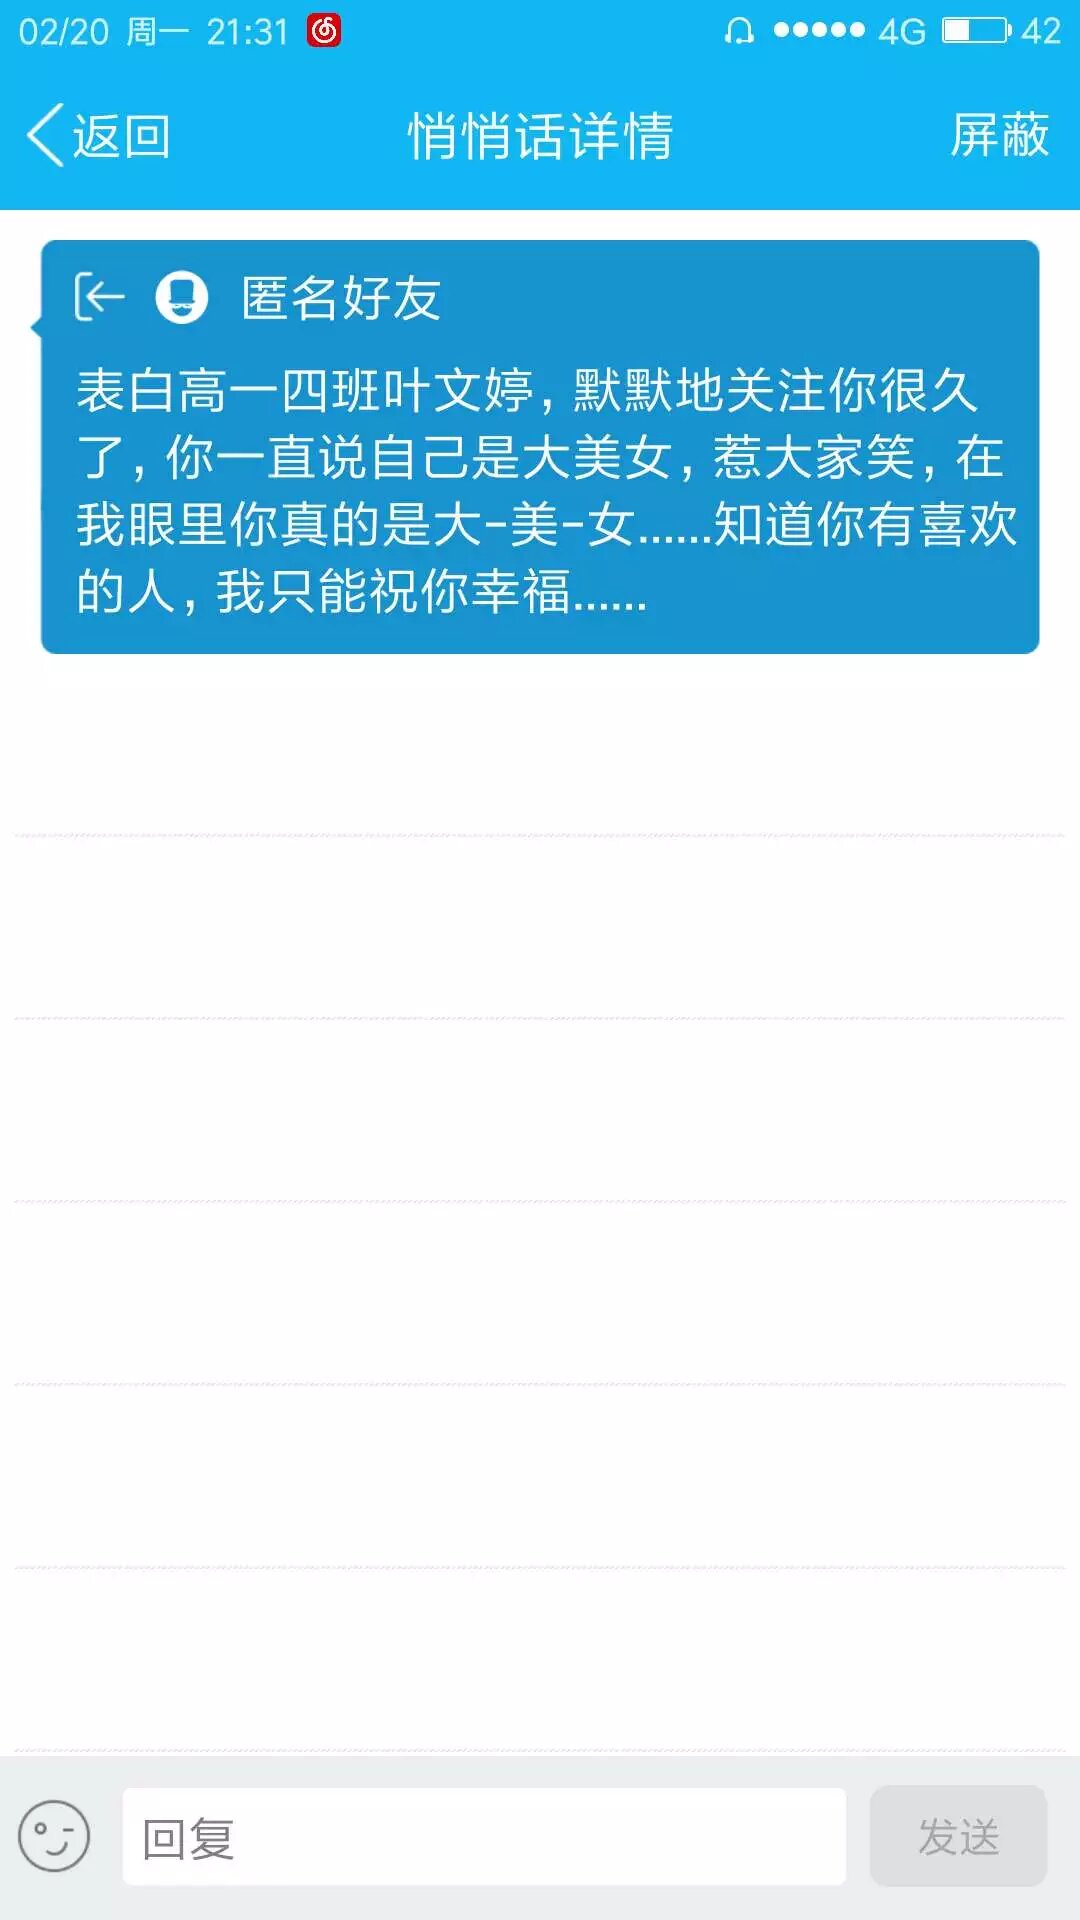 02/20 周一 21:31 4G 42
返回 悄悄话详情 屏蔽
匿名好友
表白高一四班叶文婷,默默地关注你很久
了,你一直说自己是大美女,惹大家笑,在
我眼里你真的是大-美-女......知道你有喜欢
的人,我只能祝你幸福......
回复 发送